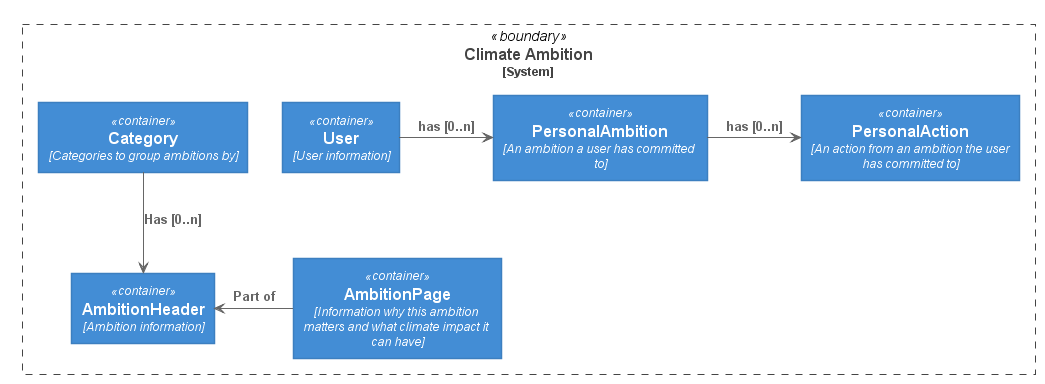 «boundary»
Climate Ambition
[System]
«container»
Category
[Categories to group ambitions by]
«container»
User
[User information]
has [0..n]
«container»
PersonalAmbition
[An ambition a user has committed
to]
has [0..n]
«container»
PersonalAction
[An action from an ambition the user
has committed to]
Has [0..n]
«container»
AmbitionHeader
[Ambition information]
Part of
«container»
AmbitionPage
[Information why this ambition
matters and what climate impact it
can have]